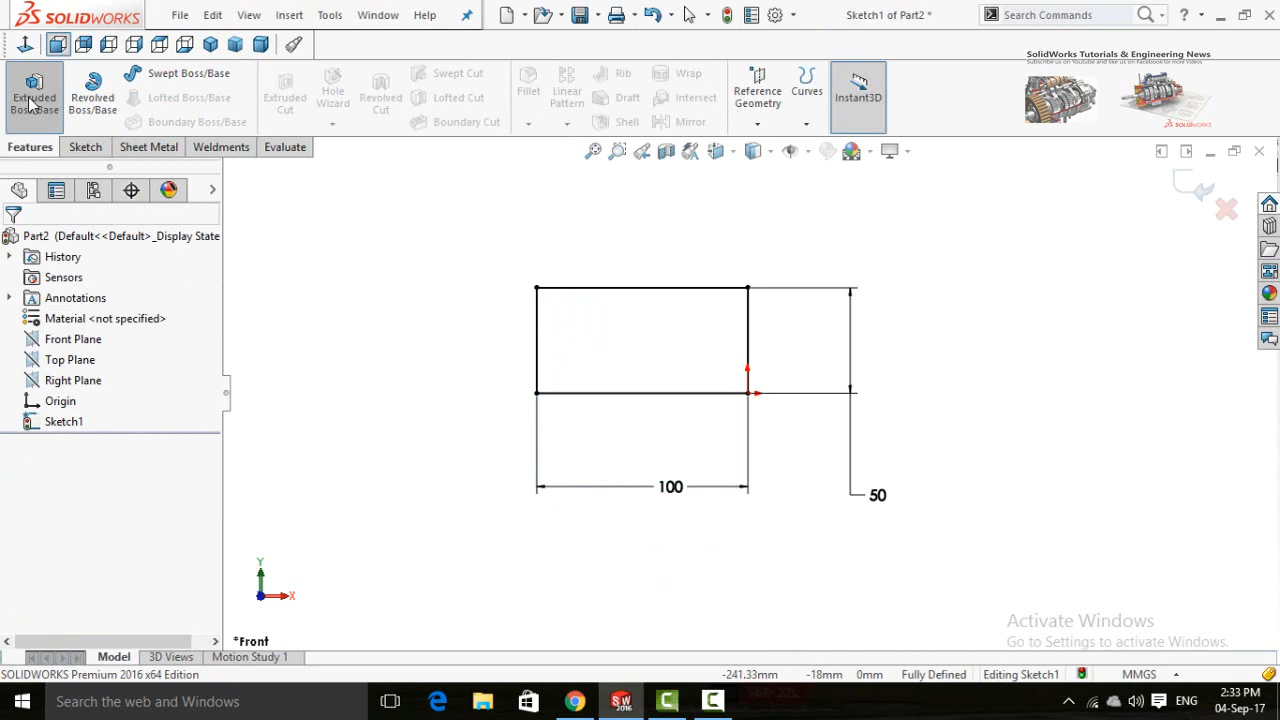 SOLIDWORKS
File Edit View Insert Tools Window Help
Sketch1 of Part2 *
Search Commands
?
Extruded Boss/Base
Revolved Boss/Base
Swept Boss/Base
Lofted Boss/Base
Boundary Boss/Base
Extruded Cut
Hole Wizard
Revolved Cut
Swept Cut
Lofted Cut
Boundary Cut
Fillet
Linear Pattern
Rib
Draft
Shell
Wrap
Intersect
Mirror
Reference Geometry
Curves
Instant3D
SolidWorks Tutorials & Engineering News
SOLIDWORKS
Features Sketch Sheet Metal Weldments Evaluate
Part2 (Default<<Default>_Display State
History
Sensors
Annotations
Material <not specified>
Front Plane
Top Plane
Right Plane
Origin
Sketch1
100
50
Y
X
*Front
Activate Windows
Go to Settings to activate Windows.
Model 3D Views Motion Study 1
SOLIDWORKS Premium 2016 x64 Edition
-241.33mm -18mm 0mm Fully Defined Editing Sketch1 MMGS
Search the web and Windows
ENG
2:33 PM
04-Sep-17